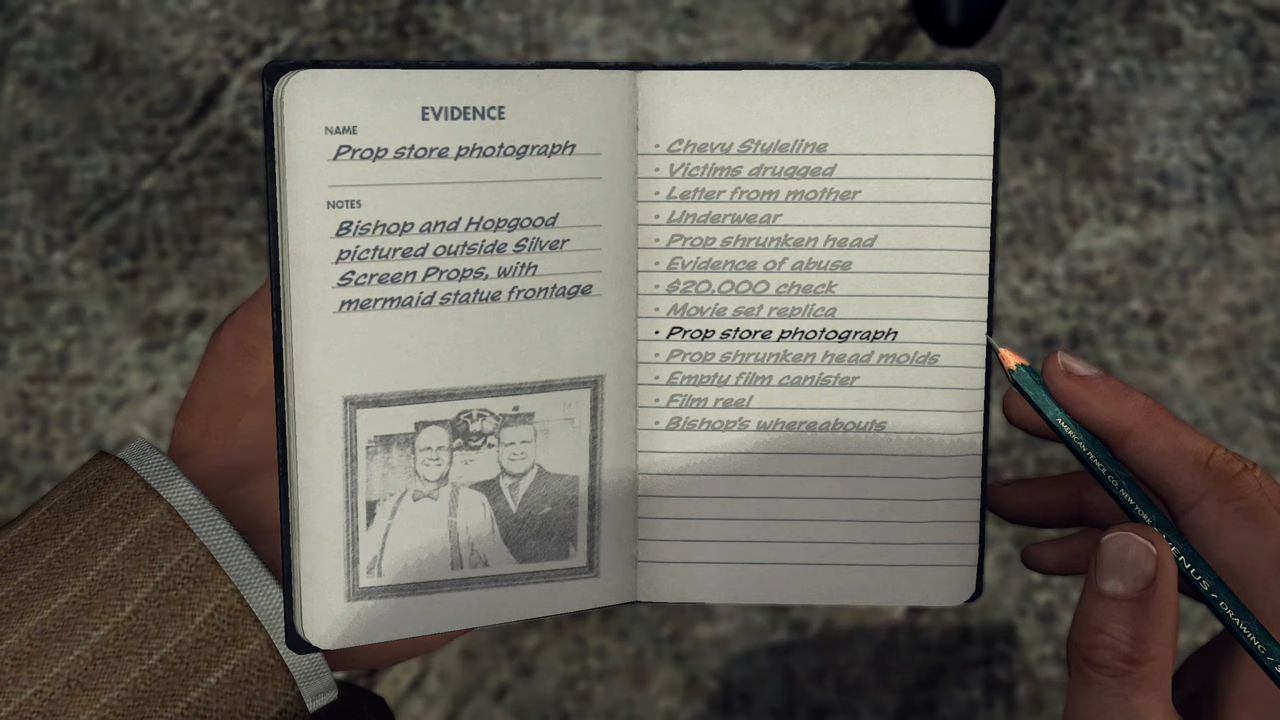 EVIDENCE
NAME
Prop store photograph
NOTES
Bishop and Hopgood
pictured outside Silver
Screen Props, with
mermaid statue frontage
• Chevy Styleline
• Victims drugged
• Letter from mother
• Underwear
• Prop shrunken head
• Evidence of abuse
• $20,000 check
• Movie set replica
• Prop store photograph
• Prop shrunken head molds
• Empty film canister
• Film reel
• Bishop's whereabouts
AMERICAN PENCIL CO. NEW YORK VENUS / DRAWING /